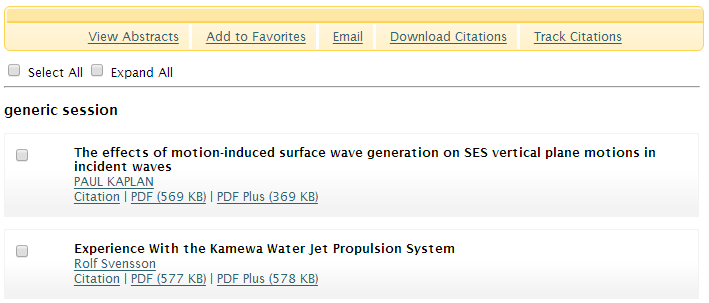 View Abstracts Add to Favorites Email Download Citations Track Citations
Select All Expand All
generic session
The effects of motion-induced surface wave generation on SES vertical plane motions in
incident waves
PAUL KAPLAN
Citation | PDF (569 KB) | PDF Plus (369 KB)
Experience With the Kamewa Water Jet Propulsion System
Rolf Svensson
Citation | PDF (577 KB) | PDF Plus (578 KB)